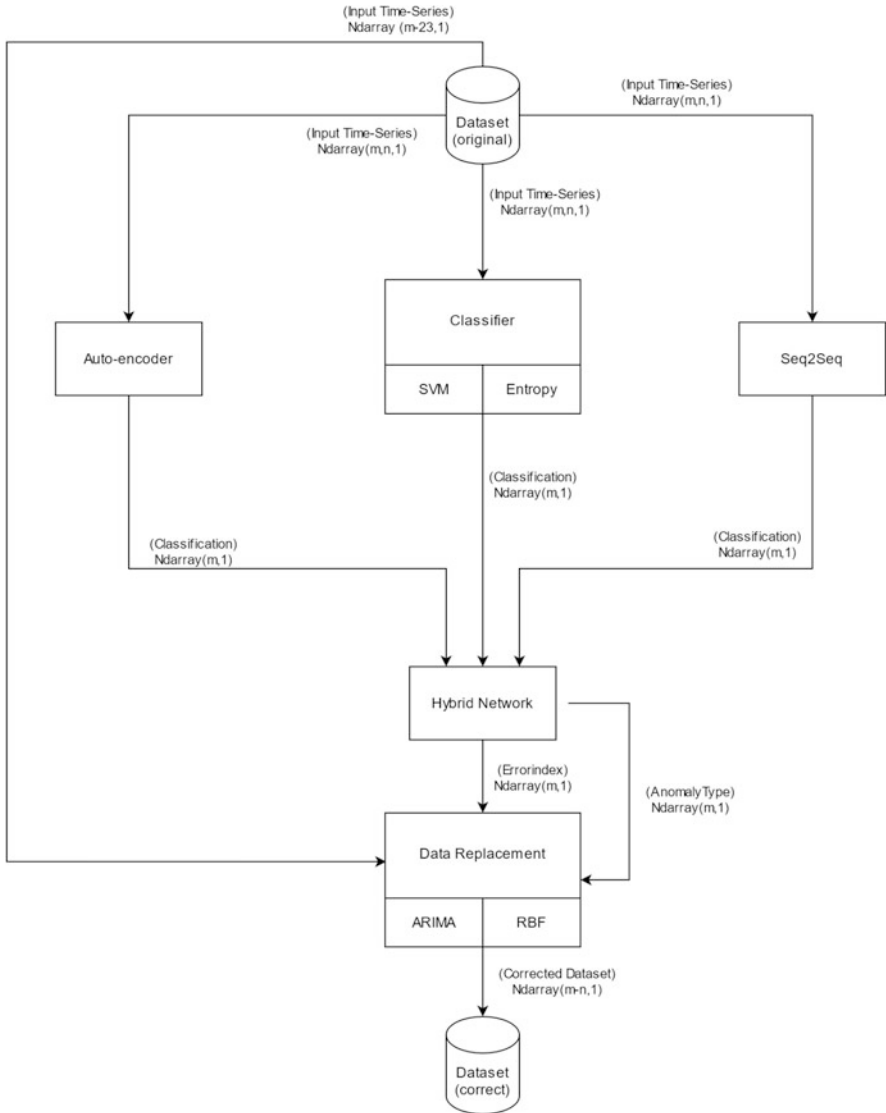 (Input Time-Series)
Ndarray (m-23,1)
(Input Time-Series)
Ndarray(m,n,1)
Dataset
(original)
(Input Time-Series)
Ndarray(m,n,1)
(Input Time-Series)
Ndarray(m,n,1)
Classifier
Auto-encoder
Seq2Seq
SVM
Entropy
(Classification)
Ndarray(m,1)
(Classification)
Ndarray(m,1)
(Classification)
Ndarray(m,1)
Hybrid Network
(Errorindex)
Ndarray(m,1)
(AnomalyType)
Ndarray(m,1)
Data Replacement
ARIMA
RBF
(Corrected Dataset)
Ndarray(m-n,1)
Dataset
(correct)